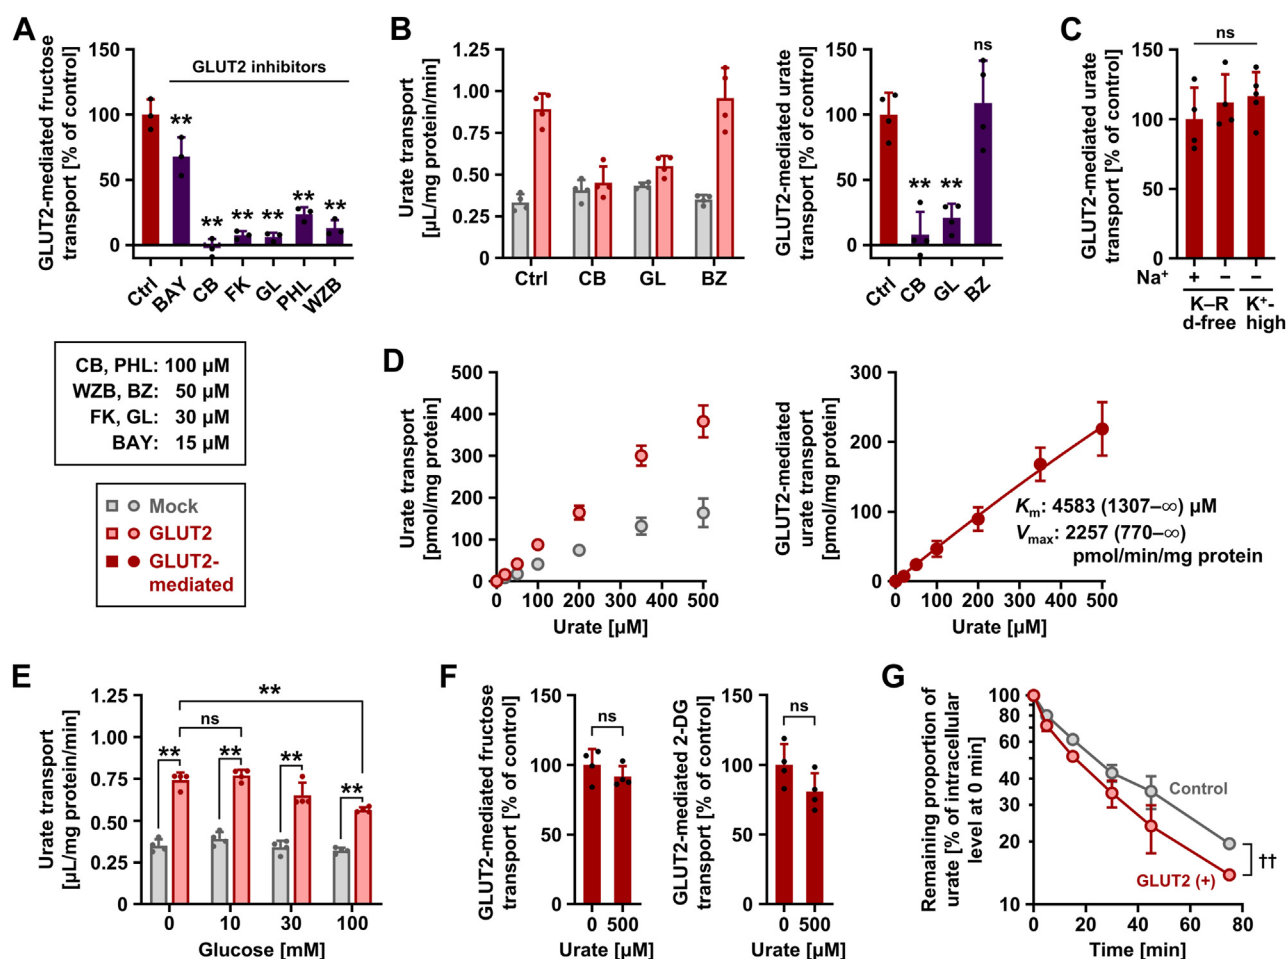 A
GLUT2-mediated fructose
transport [% of control]
150
100
50
0
GLUT2 inhibitors
**
**
**
**
**
**
Ctrl
BAY
CB
FK
GL
PHL
WZB
CB, PHL: 100 µM
WZB, BZ: 50 µM
FK, GL: 30 µM
BAY: 15 µM
Mock
GLUT2
GLUT2-
mediated
B
Urate transport
[µL/mg protein/min]
1.25
1.00
0.75
0.50
0.25
0
Ctrl
CB
GL
BZ
GLUT2-mediated urate
transport [% of control]
150
100
50
0
**
**
ns
Ctrl
CB
GL
BZ
C
GLUT2-mediated urate
transport [% of control]
150
100
50
0
ns
Na⁺
+
−
−
K–R
d-free
K⁺-
high
D
Urate transport
[pmol/mg protein]
500
400
300
200
100
0
0
100
200
300
400
500
Urate [µM]
GLUT2-mediated
urate transport
[pmol/mg protein]
300
200
100
0
Km: 4583 (1307–∞) µM
Vmax: 2257 (770–∞)
pmol/min/mg protein
0
100
200
300
400
500
Urate [µM]
E
Urate transport
[µL/mg protein/min]
1.25
1.00
0.75
0.50
0.25
0
**
ns
**
**
**
**
0
10
30
100
Glucose [mM]
F
GLUT2-mediated fructose
transport [% of control]
150
100
50
0
ns
0
500
Urate [µM]
GLUT2-mediated 2-DG
transport [% of control]
150
100
50
0
ns
0
500
Urate [µM]
G
Remaining proportion of
urate [% of intracellular
level at 0 min]
100
80
60
40
30
20
10
Control
GLUT2 (+)
††
0
20
40
60
80
Time [min]